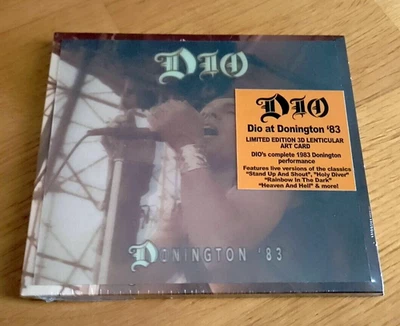 DIO
DIO
Dio at Donington '83
LIMITED EDITION 3D LENTICULAR
ART CARD
DIO's complete 1983 Donington
performance
Features live versions of the classics
"Stand Up And Shout", "Holy Diver"
"Rainbow In The Dark"
"Heaven And Hell" & more!
DONINGTON '83